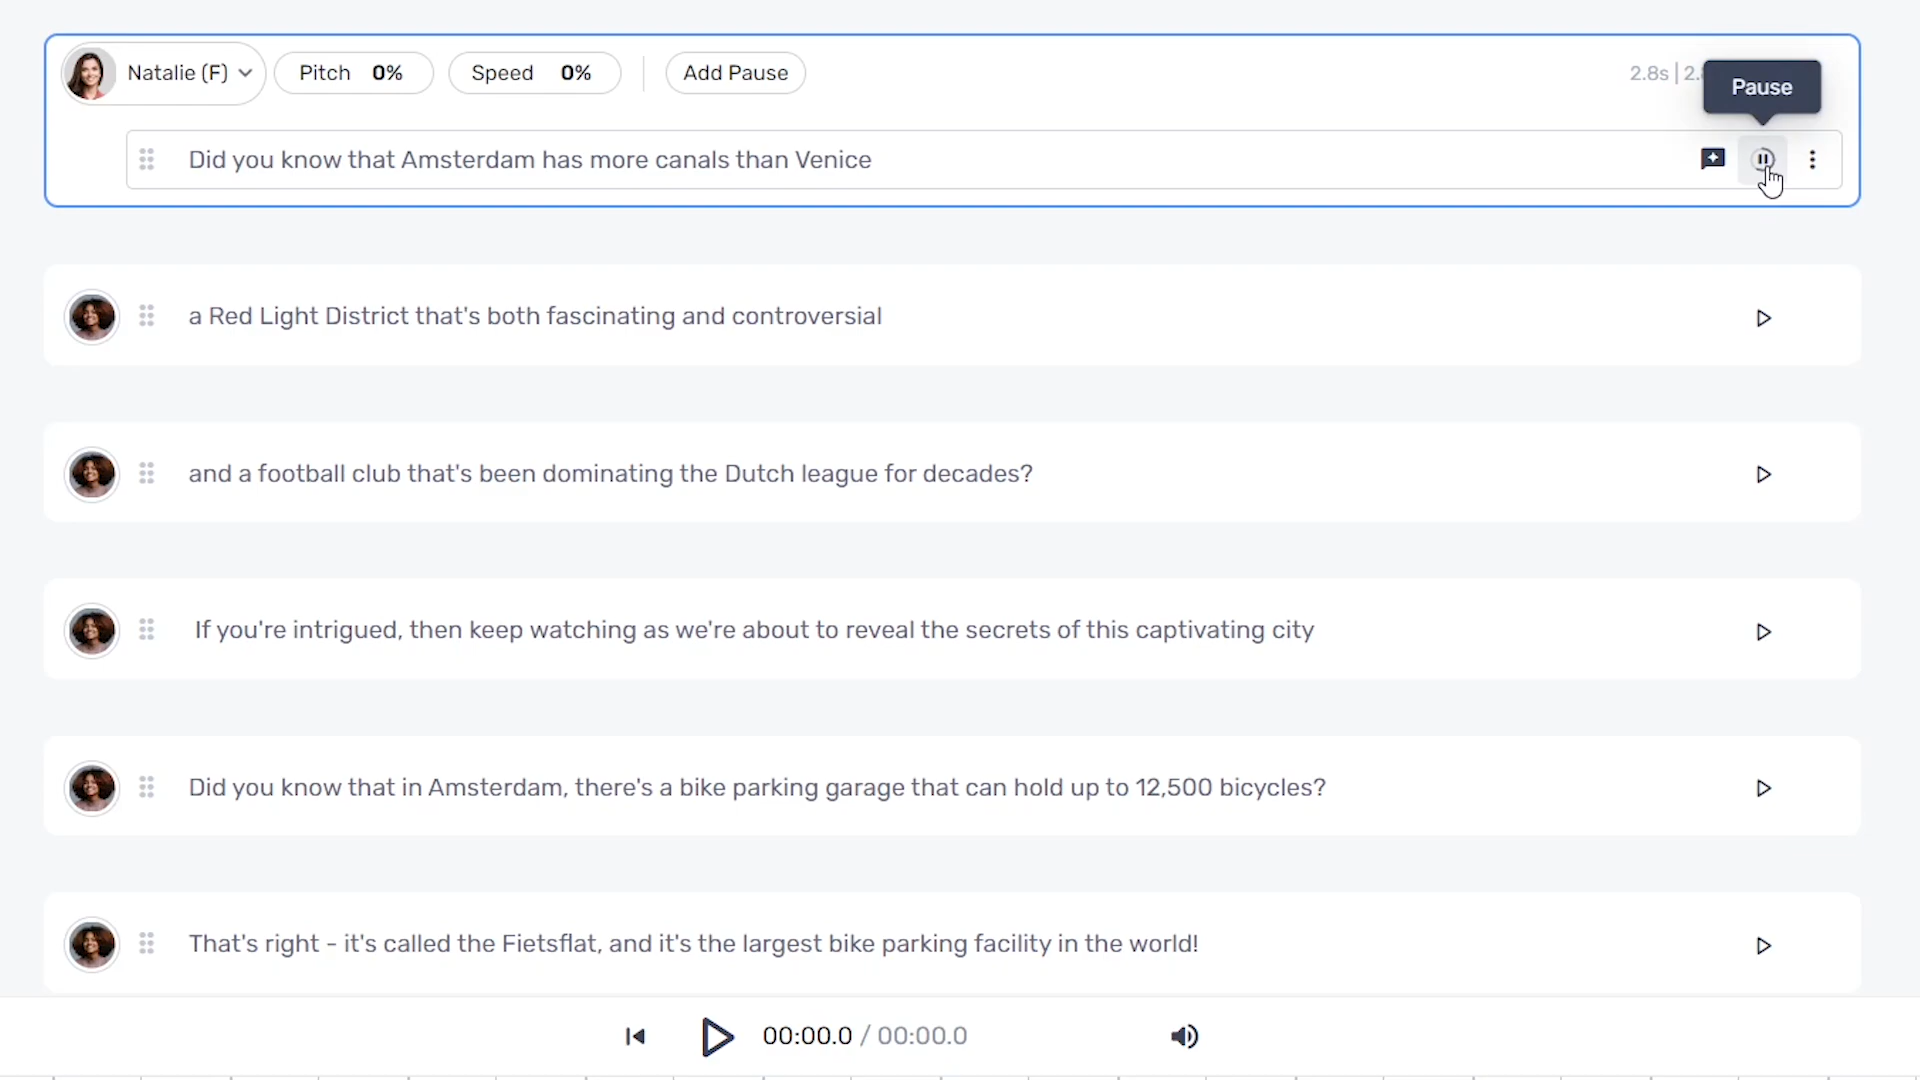 Natalie (F) Pitch 0% Speed 0% Add Pause 2.8s | 2. Pause
Did you know that Amsterdam has more canals than Venice
a Red Light District that's both fascinating and controversial
and a football club that's been dominating the Dutch league for decades?
If you're intrigued, then keep watching as we're about to reveal the secrets of this captivating city
Did you know that in Amsterdam, there's a bike parking garage that can hold up to 12,500 bicycles?
That's right - it's called the Fietsflat, and it's the largest bike parking facility in the world!
00:00.0 / 00:00.0